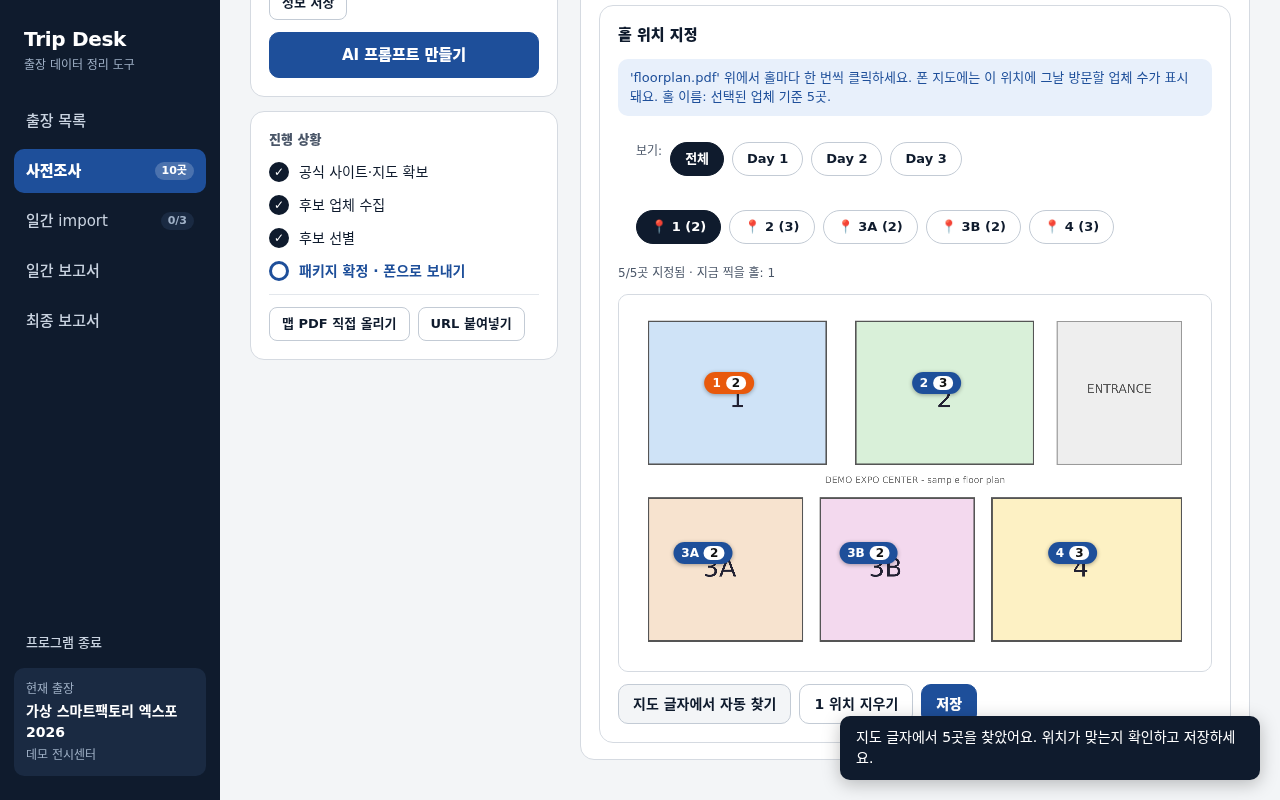 Trip Desk
출장 데이터 정리 도구
출장 목록
사전조사 10곳
일간 import 0/3
일간 보고서
최종 보고서
프로그램 종료
현재 출장
가상 스마트팩토리 엑스포
2026
데모 전시센터
정보 저장
AI 프롬프트 만들기
진행 상황
공식 사이트·지도 확보
후보 업체 수집
후보 선별
패키지 확정 · 폰으로 보내기
맵 PDF 직접 올리기 URL 붙여넣기
홀 위치 지정
'floorplan.pdf' 위에서 홀마다 한 번씩 클릭하세요. 폰 지도에는 이 위치에 그날 방문할 업체 수가 표시
돼요. 홀 이름: 선택된 업체 기준 5곳.
보기: 전체 Day 1 Day 2 Day 3
1 (2) 2 (3) 3A (2) 3B (2) 4 (3)
5/5곳 지정됨 · 지금 찍을 홀: 1
1 2
1
2 3
2
ENTRANCE
DEMO EXPO CENTER - samp e floor plan
3A 2
3A
3B 2
3B
4 3
4
지도 글자에서 자동 찾기 1 위치 지우기 저장
지도 글자에서 5곳을 찾았어요. 위치가 맞는지 확인하고 저장하세
요.